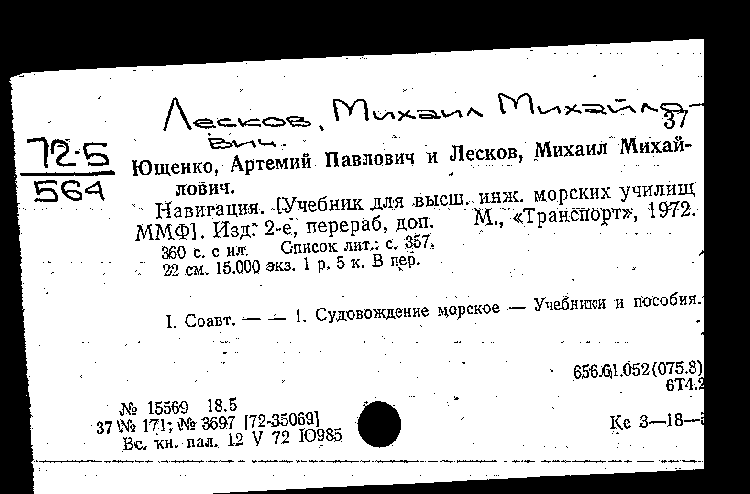 Лесков, Михаил Михайло-
вич.
37
72-5
564
Ющенко, Артемий Павлович и Лесков, Михаил Михай-
лович.
Навигация. [Учебник для высш. инж. морских училищ
ММФ]. Изд. 2-е, перераб, доп. М., «Транспорт», 1972.
360 с. с ил. Список лит.: с. 357.
22 см. 15.000 экз. 1 р. 5 к. В пер.
I. Соавт. — — 1. Судовождение морское — Учебники и пособия.
656.61.052(075.8)
6Т4.2
№ 15569 18.5
37 № 171; № 3697 [72-35069]
Вс. кн. пал. 12 V 72 Ю985
Ке 3—18—